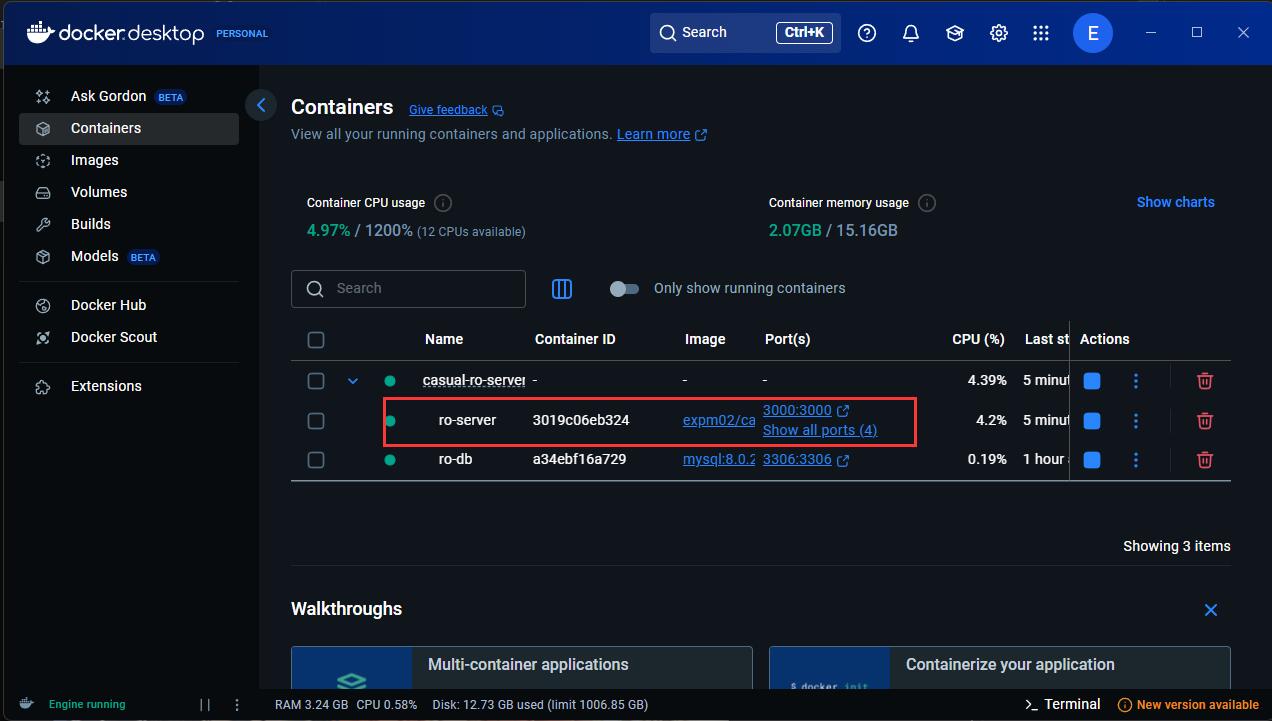 docker.desktop PERSONAL Search Ctrl+K E
Ask Gordon BETA
Containers
Images
Volumes
Builds
Models BETA
Docker Hub
Docker Scout
Extensions
Containers Give feedback
View all your running containers and applications. Learn more
Container CPU usage
4.97% / 1200% (12 CPUs available)
Container memory usage
2.07GB / 15.16GB
Show charts
Search
Only show running containers
Name Container ID Image Port(s) CPU (%) Last st Actions
casual-ro-server - - - 4.39% 5 minut
ro-server 3019c06eb324 expm02/ca 3000:3000 4.2% 5 minut
Show all ports (4)
ro-db a34ebf16a729 mysql:8.0.2 3306:3306 0.19% 1 hour
Showing 3 items
Walkthroughs
Multi-container applications
Containerize your application
$ docker init
Engine running RAM 3.24 GB CPU 0.58% Disk: 12.73 GB used (limit 1006.85 GB) >_ Terminal New version available